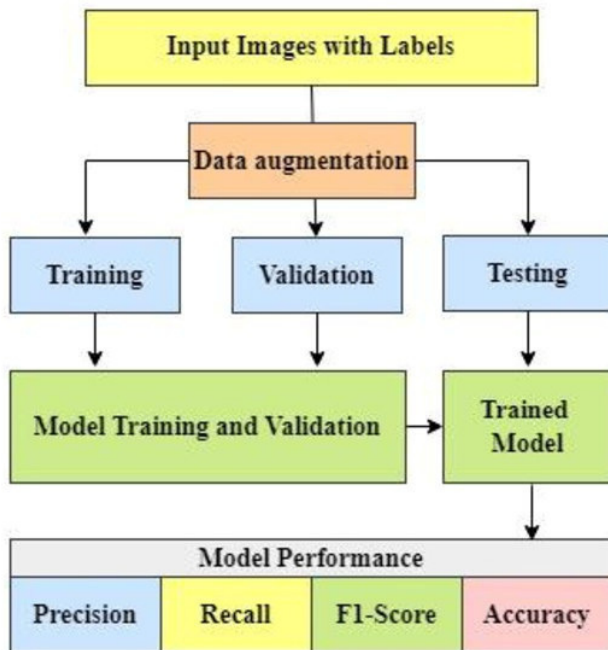 Input Images with Labels
Data augmentation
Training
Validation
Testing
Model Training and Validation
Trained
Model
Model Performance
Precision
Recall
F1-Score
Accuracy